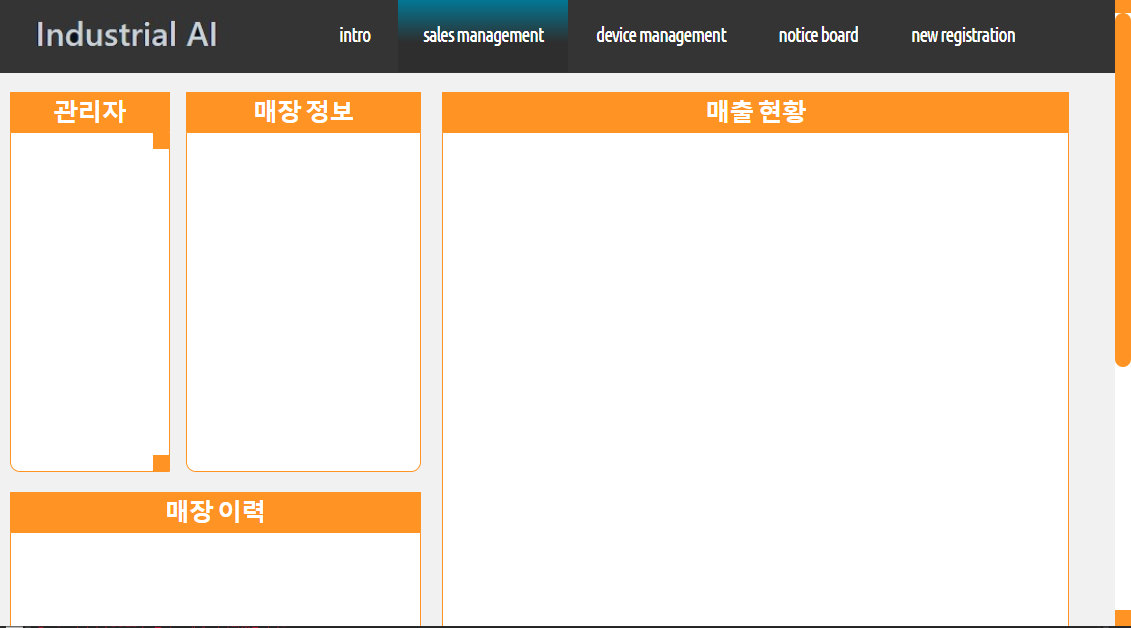 Industrial AI
intro
sales management
device management
notice board
new registration
관리자
매장 정보
매출 현황
매장 이력